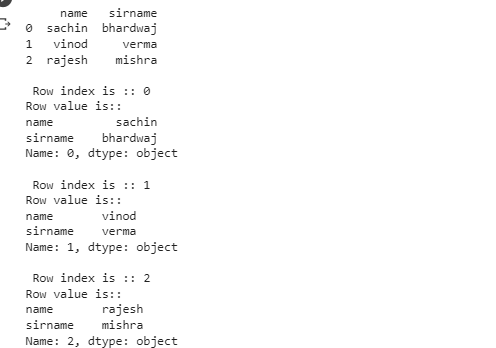 name sirname
0 sachin bhardwaj
1 vinod verma
2 rajesh mishra
Row index is :: 0
Row value is::
name sachin
sirname bhardwaj
Name: 0, dtype: object
Row index is :: 1
Row value is::
name vinod
sirname verma
Name: 1, dtype: object
Row index is :: 2
Row value is::
name rajesh
sirname mishra
Name: 2, dtype: object